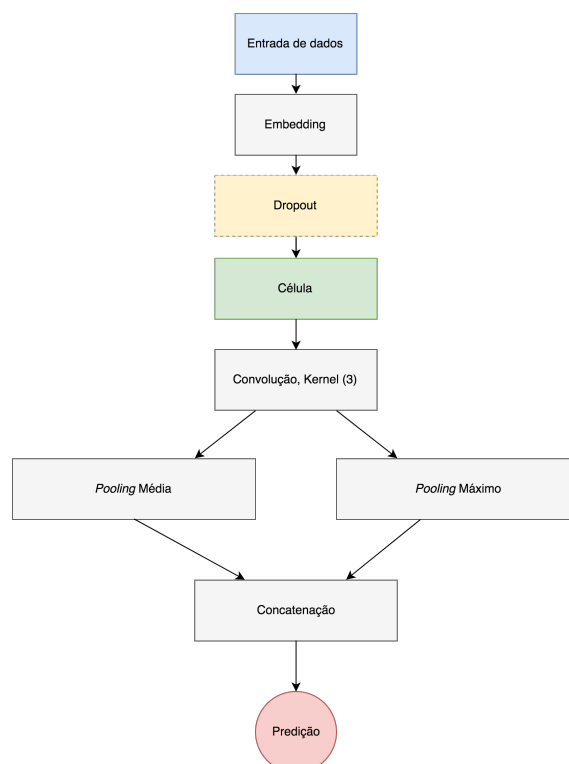 Entrada de dados
Embedding
Dropout
Célula
Convolução, Kernel (3)
Pooling Média
Pooling Máximo
Concatenação
Predição